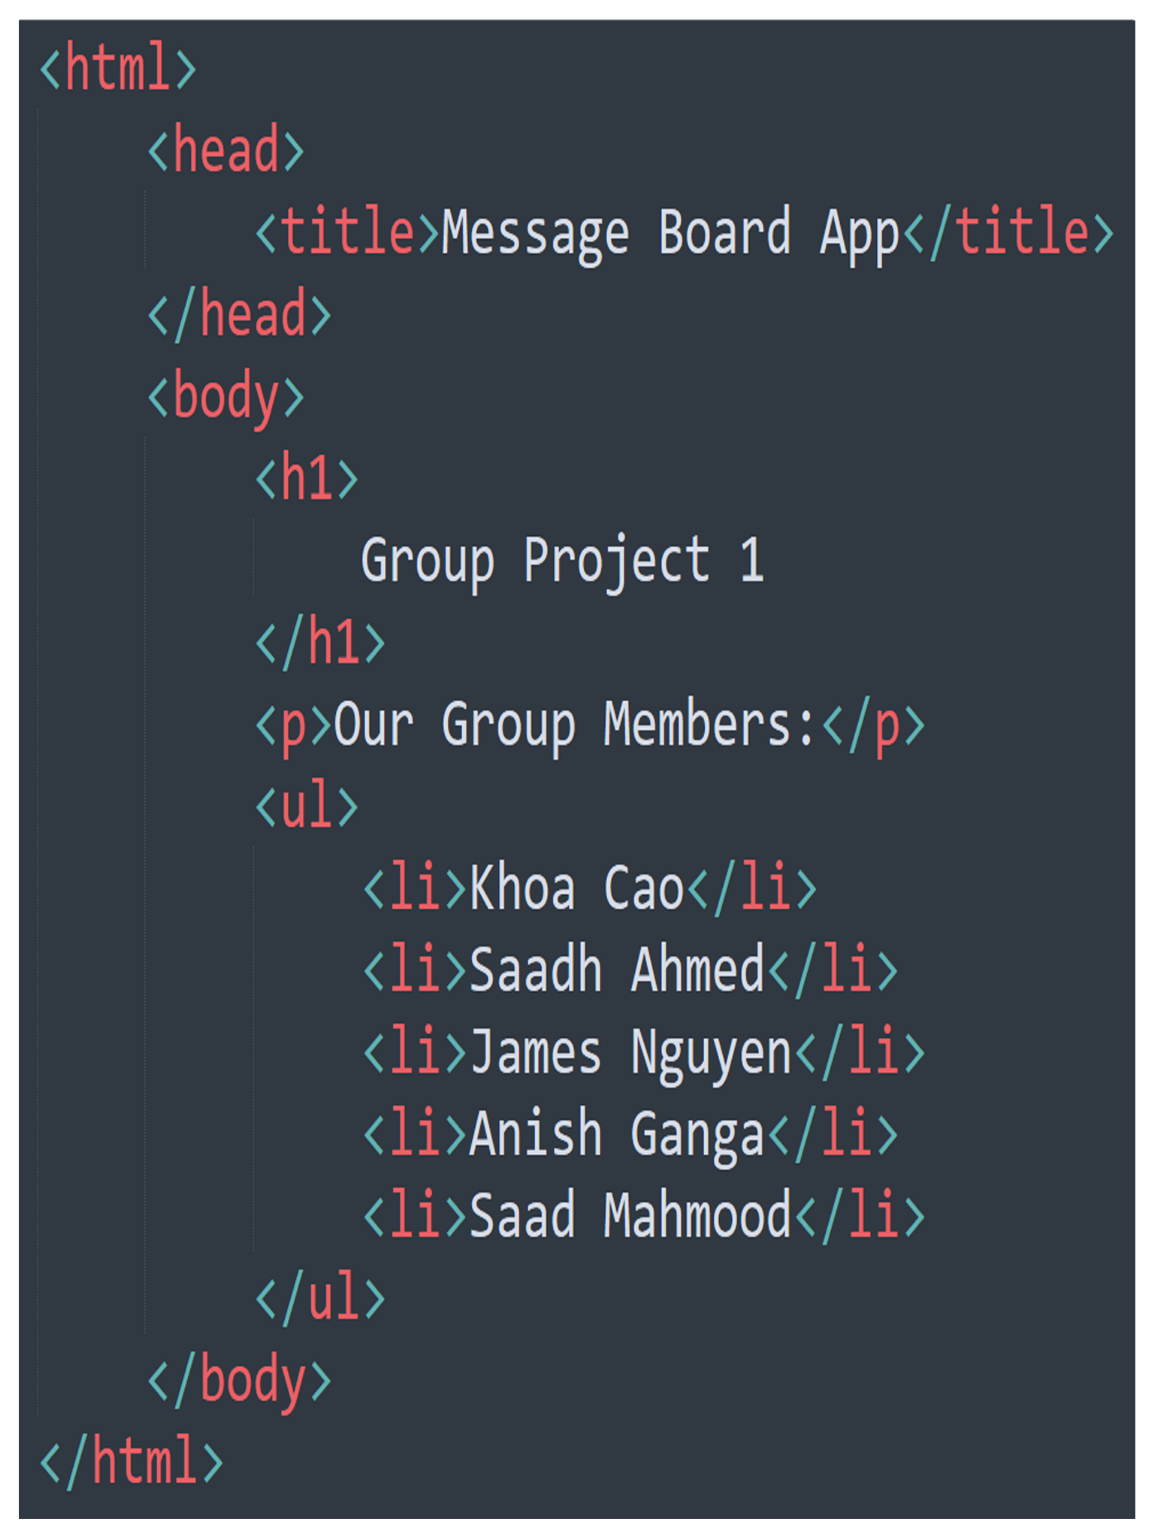 <html>
<head>
<title>Message Board App</title>
</head>
<body>
<h1>
Group Project 1
</h1>
<p>Our Group Members:</p>
<ul>
<li>Khoa Cao</li>
<li>Saadh Ahmed</li>
<li>James Nguyen</li>
<li>Anish Ganga</li>
<li>Saad Mahmood</li>
</ul>
</body>
</html>